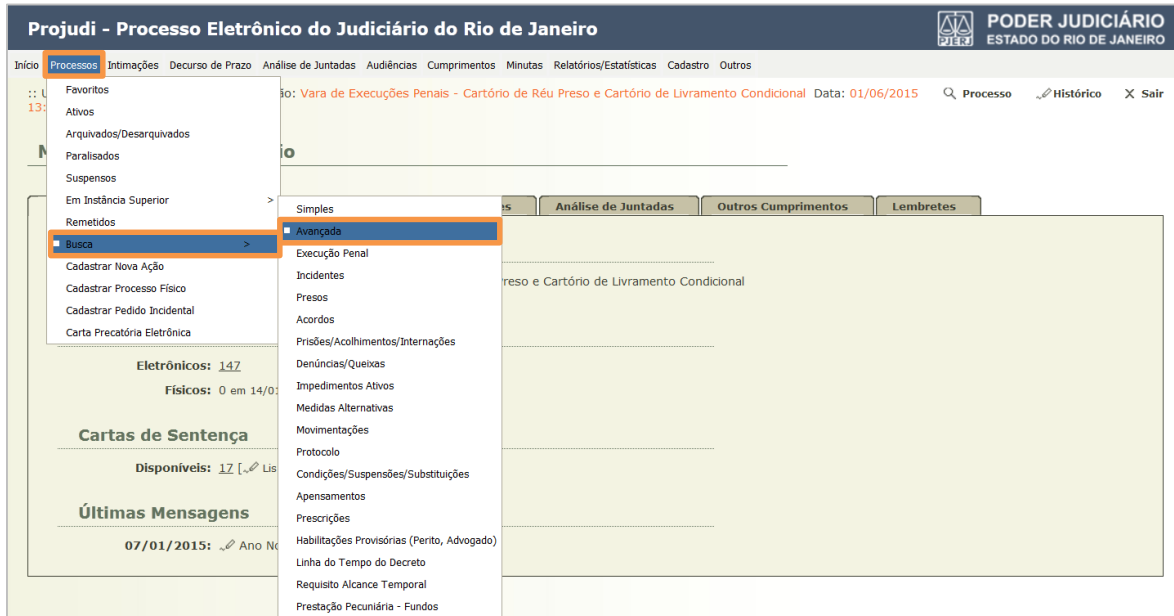 Projudi - Processo Eletrônico do Judiciário do Rio de Janeiro
PJERJ
PODER JUDICIÁRIO
ESTADO DO RIO DE JANEIRO
Início Processos Intimações Decurso de Prazo Análise de Juntadas Audiências Cumprimentos Minutas Relatórios/Estatísticas Cadastro Outros
Vara de Execuções Penais - Cartório de Réu Preso e Cartório de Livramento Condicional Data: 01/06/2015 Processo Histórico X Sair
13:
Favoritos
Ativos
Arquivados/Desarquivados
Paralisados
Suspensos
Em Instância Superior >
Remetidos
Busca >
Cadastrar Nova Ação
Cadastrar Processo Físico
Cadastrar Pedido Incidental
Carta Precatória Eletrônica
Simples
Avançada
Execução Penal
Incidentes
Presos
Acordos
Prisões/Acolhimentos/Internações
Denúncias/Queixas
Impedimentos Ativos
Medidas Alternativas
Movimentações
Protocolo
Condições/Suspensões/Substituições
Apensamentos
Prescrições
Habilitações Provisórias (Perito, Advogado)
Linha do Tempo do Decreto
Requisito Alcance Temporal
Prestação Pecuniária - Fundos
Análise de Juntadas
Outros Cumprimentos
Lembretes
e Cartório de Livramento Condicional
Eletrônicos: 147
Físicos: 0 em 14/0
Cartas de Sentença
Disponíveis: 17 [ Lis
Últimas Mensagens
07/01/2015: Ano